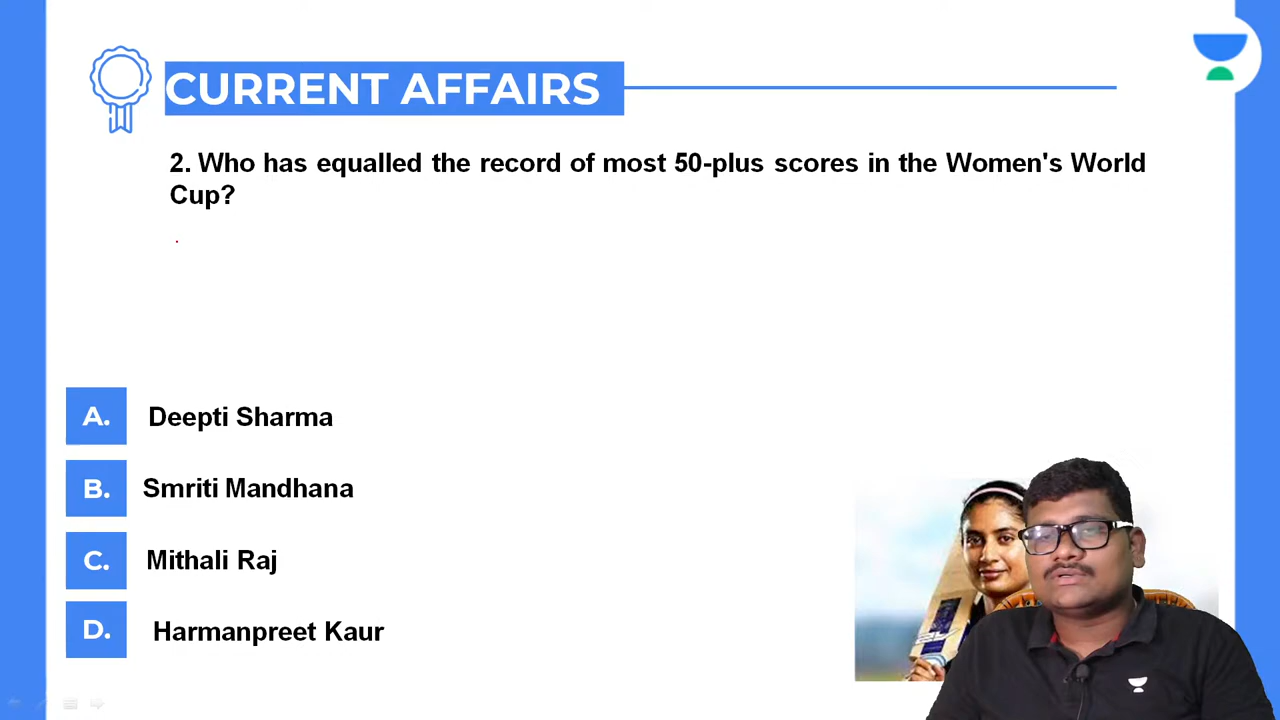 CURRENT AFFAIRS
2. Who has equalled the record of most 50-plus scores in the Women's World
Cup?
A. Deepti Sharma
B. Smriti Mandhana
C. Mithali Raj
D. Harmanpreet Kaur